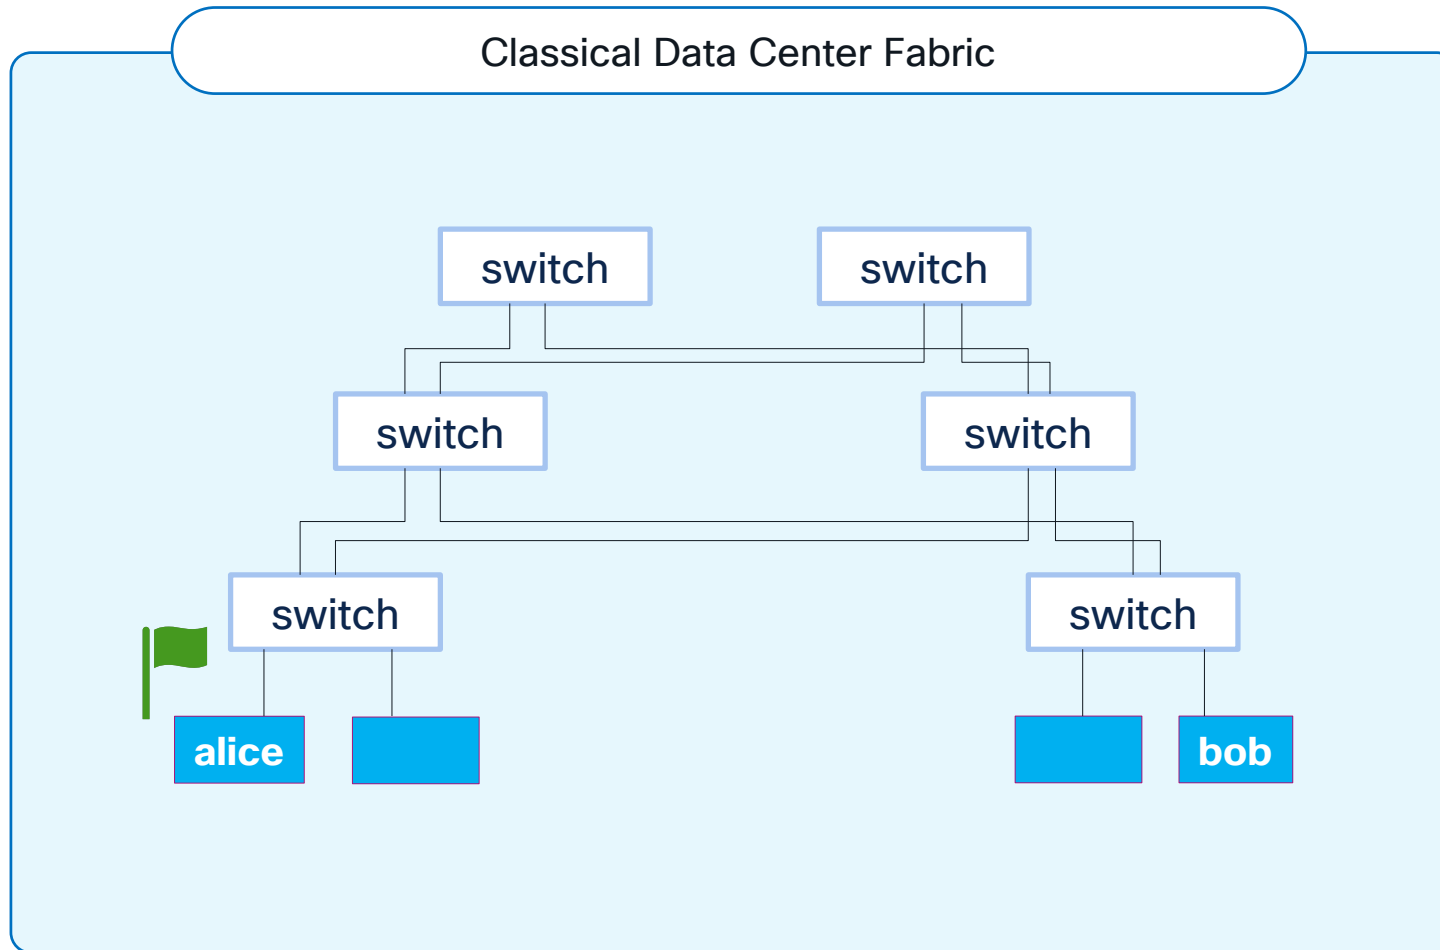 Classical Data Center Fabric
switch
switch
switch
switch
switch
switch
alice
bob